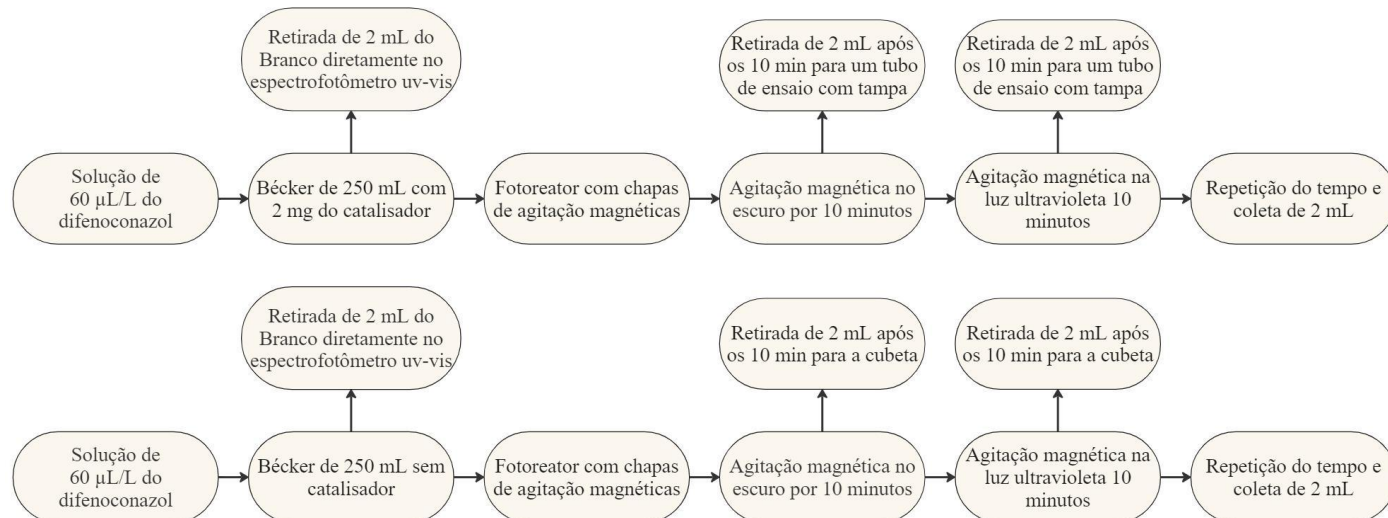 Retirada de 2 mL do
Branco diretamente no
espectrofotômetro uv-vis
Retirada de 2 mL após
os 10 min para um tubo
de ensaio com tampa
Retirada de 2 mL após
os 10 min para um tubo
de ensaio com tampa
Solução de
60 µL/L do
difenoconazol
Bécker de 250 mL com
2 mg do catalisador
Fotoreator com chapas
de agitação magnéticas
Agitação magnética no
escuro por 10 minutos
Agitação magnética na
luz ultravioleta 10
minutos
Repetição do tempo e
coleta de 2 mL
Retirada de 2 mL do
Branco diretamente no
espectrofotômetro uv-vis
Retirada de 2 mL após
os 10 min para a cubeta
Retirada de 2 mL após
os 10 min para a cubeta
Solução de
60 µL/L do
difenoconazol
Bécker de 250 mL sem
catalisador
Fotoreator com chapas
de agitação magnéticas
Agitação magnética no
escuro por 10 minutos
Agitação magnética na
luz ultravioleta 10
minutos
Repetição do tempo e
coleta de 2 mL